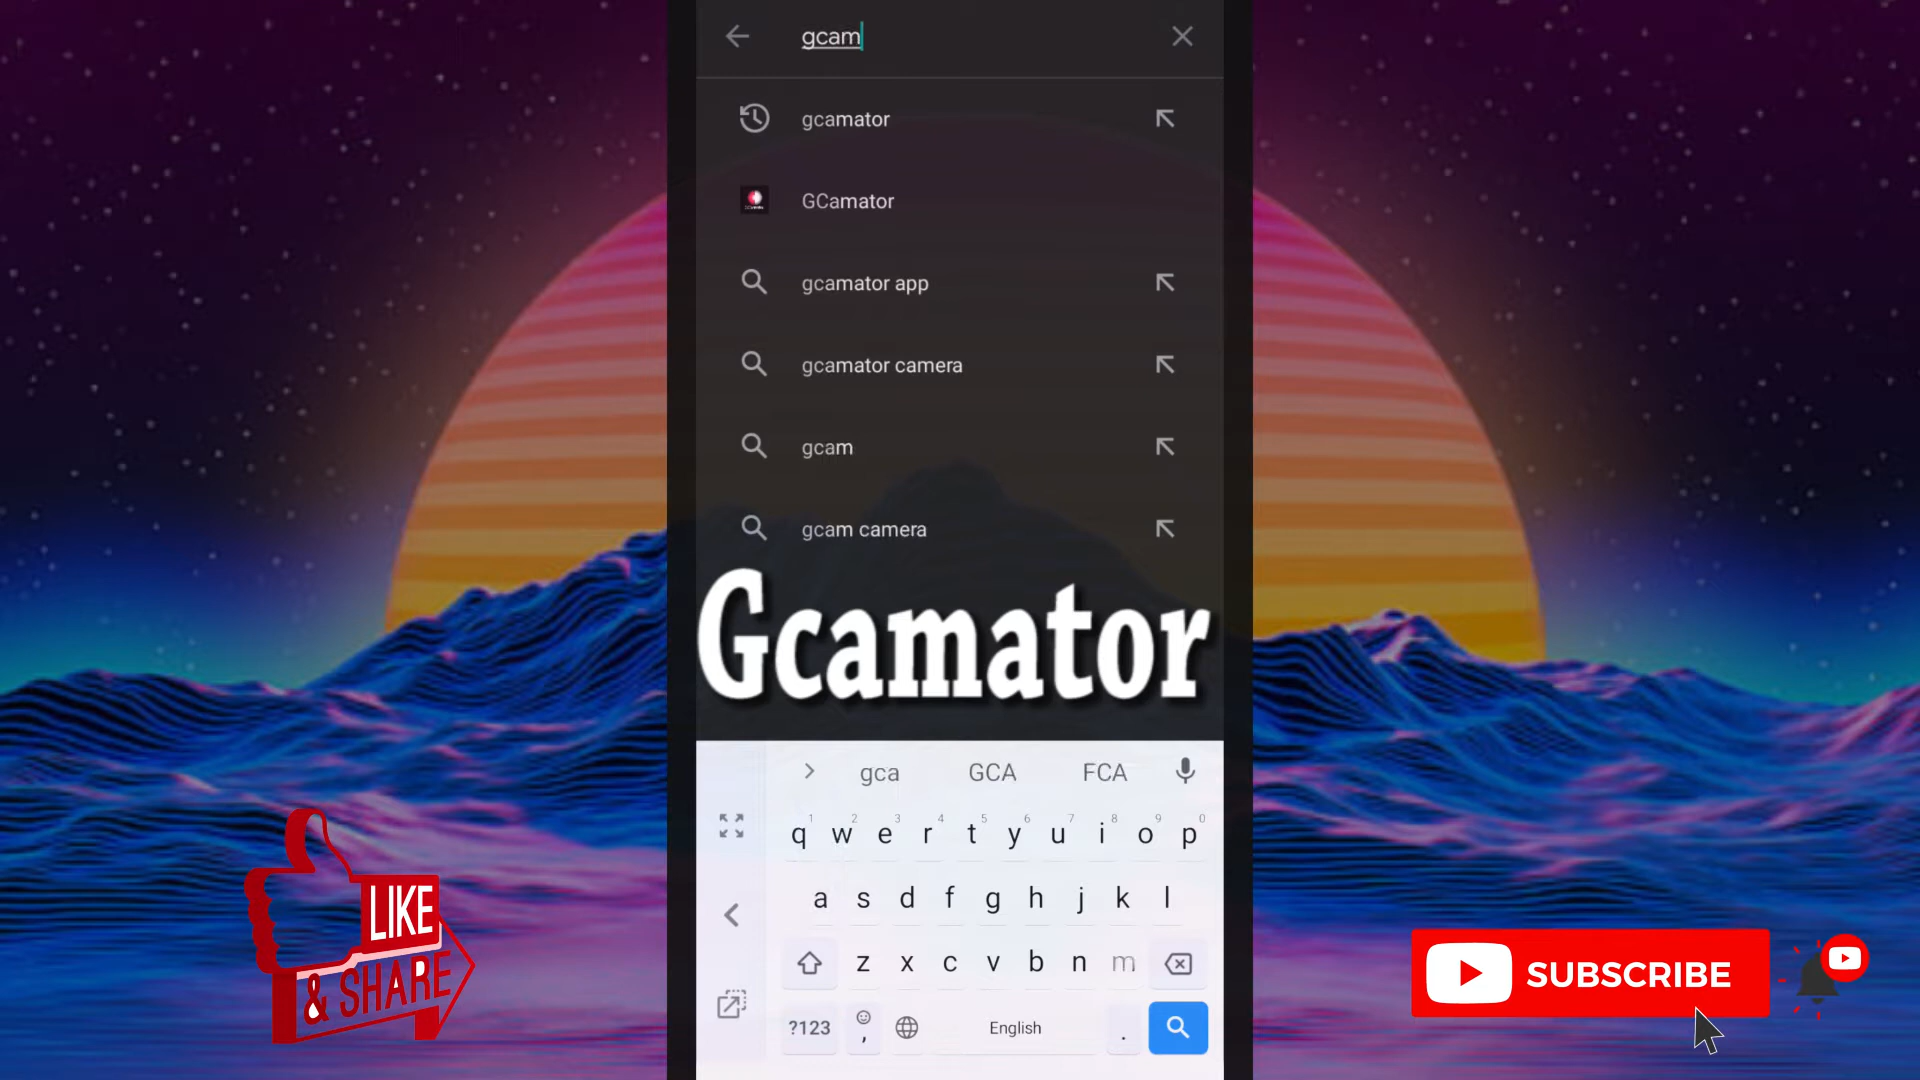 gcam
gcamator
GCamator
gcamator app
gcamator camera
gcam
gcam camera
Gcamator
gca GCA FCA
1 2 3 4 5 6 7 8 9 0
q w e r t y u i o p
a s d f g h j k l
z x c v b n m
?123 , English .
LIKE
& SHARE
SUBSCRIBE